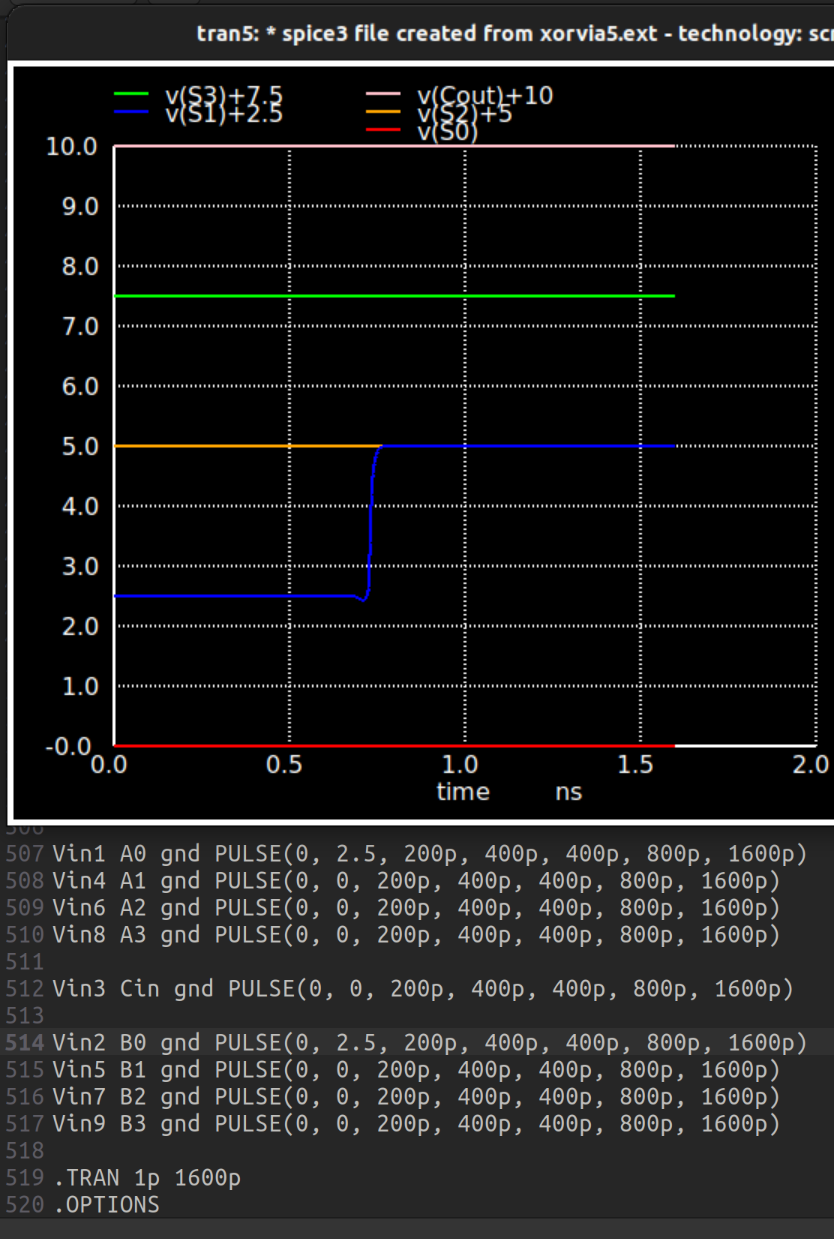 tran5: * spice3 file created from xorvia5.ext - technology:
v(S3)+7.5 v(Cout)+10
v(S1)+2.5 v(S2)+5
v(S0)
10.0
9.0
8.0
7.0
6.0
5.0
4.0
3.0
2.0
1.0
-0.0
0.0 0.5 1.0 1.5 2.0
time ns
506
507 Vin1 A0 gnd PULSE(0, 2.5, 200p, 400p, 400p, 800p, 1600p)
508 Vin4 A1 gnd PULSE(0, 0, 200p, 400p, 400p, 800p, 1600p)
509 Vin6 A2 gnd PULSE(0, 0, 200p, 400p, 400p, 800p, 1600p)
510 Vin8 A3 gnd PULSE(0, 0, 200p, 400p, 400p, 800p, 1600p)
511
512 Vin3 Cin gnd PULSE(0, 0, 200p, 400p, 400p, 800p, 1600p)
513
514 Vin2 B0 gnd PULSE(0, 2.5, 200p, 400p, 400p, 800p, 1600p)
515 Vin5 B1 gnd PULSE(0, 0, 200p, 400p, 400p, 800p, 1600p)
516 Vin7 B2 gnd PULSE(0, 0, 200p, 400p, 400p, 800p, 1600p)
517 Vin9 B3 gnd PULSE(0, 0, 200p, 400p, 400p, 800p, 1600p)
518
519 .TRAN 1p 1600p
520 .OPTIONS